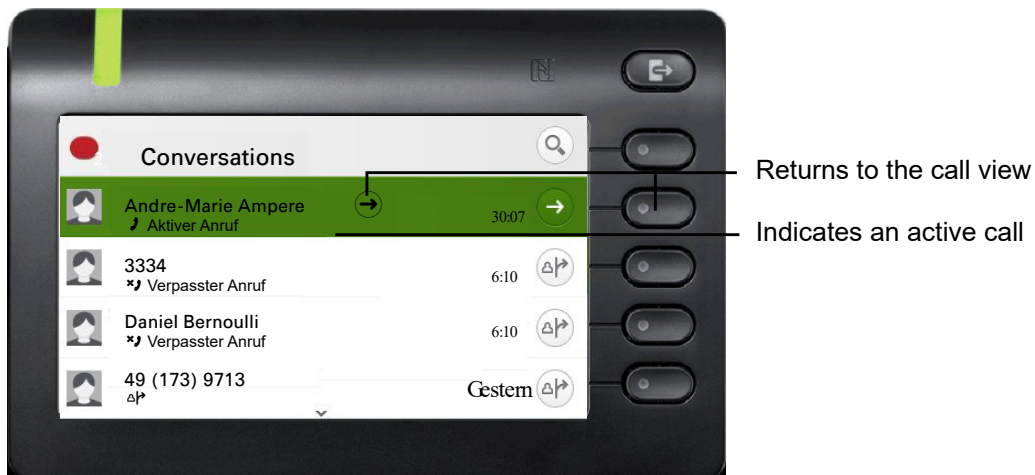 Conversations
Andre-Marie Ampere
Aktiver Anruf
30:07
3334
Verpasster Anruf
6:10
Daniel Bernoulli
Verpasster Anruf
6:10
49 (173) 9713
Gestern
Returns to the call view
Indicates an active call